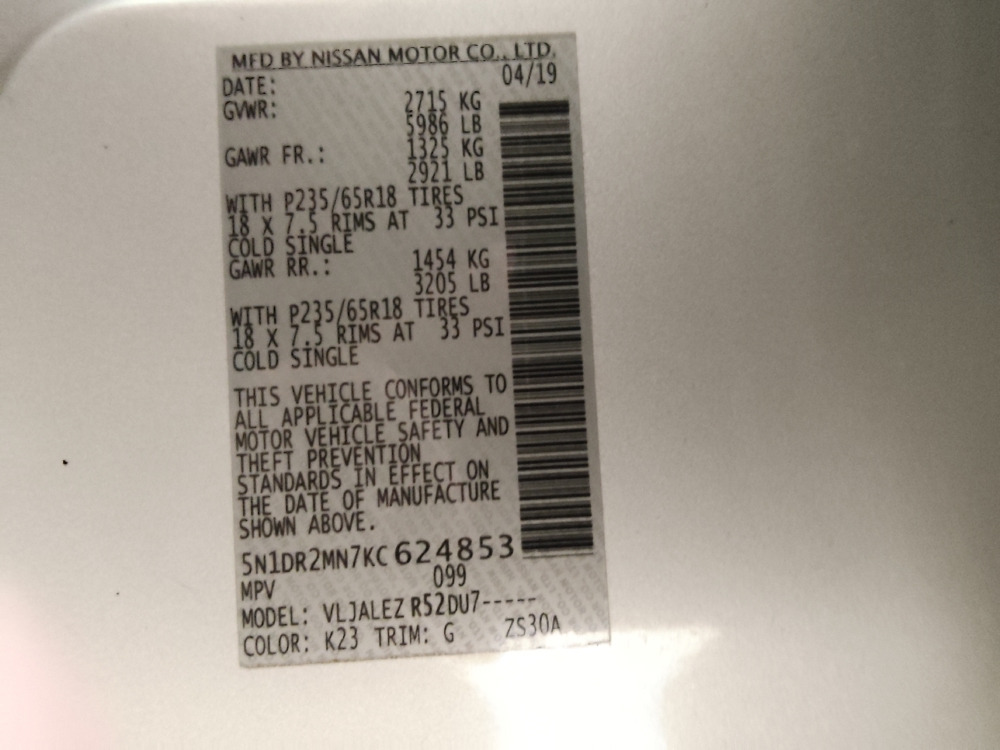 MFD BY NISSAN MOTOR CO., LTD.
DATE: 04/19
GVWR: 2715 KG
5986 LB
GAWR FR.: 1325 KG
2921 LB
WITH P235/65R18 TIRES
18 X 7.5 RIMS AT 33 PSI
COLD SINGLE
GAWR RR.: 1454 KG
3205 LB
WITH P235/65R18 TIRES
18 X 7.5 RIMS AT 33 PSI
COLD SINGLE
THIS VEHICLE CONFORMS TO
ALL APPLICABLE FEDERAL
MOTOR VEHICLE SAFETY AND
THEFT PREVENTION
STANDARDS IN EFFECT ON
THE DATE OF MANUFACTURE
SHOWN ABOVE.
5N1DR2MN7KC624853
MPV 099
MODEL: VLJALEZ R52DU7-----
COLOR: K23 TRIM: G ZS30A